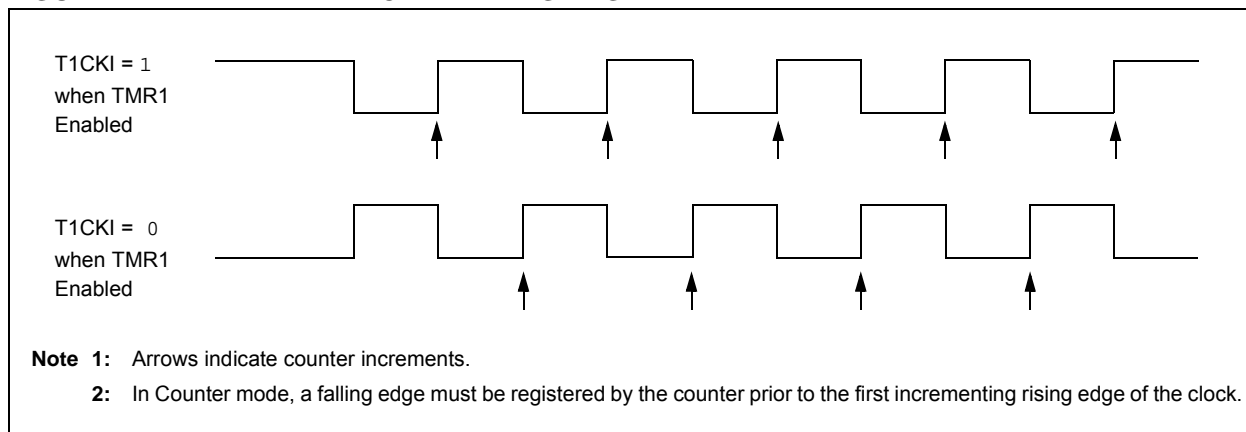 T1CKI = 1
when TMR1
Enabled
T1CKI = 0
when TMR1
Enabled
Note 1: Arrows indicate counter increments.
2: In Counter mode, a falling edge must be registered by the counter prior to the first incrementing rising edge of the clock.